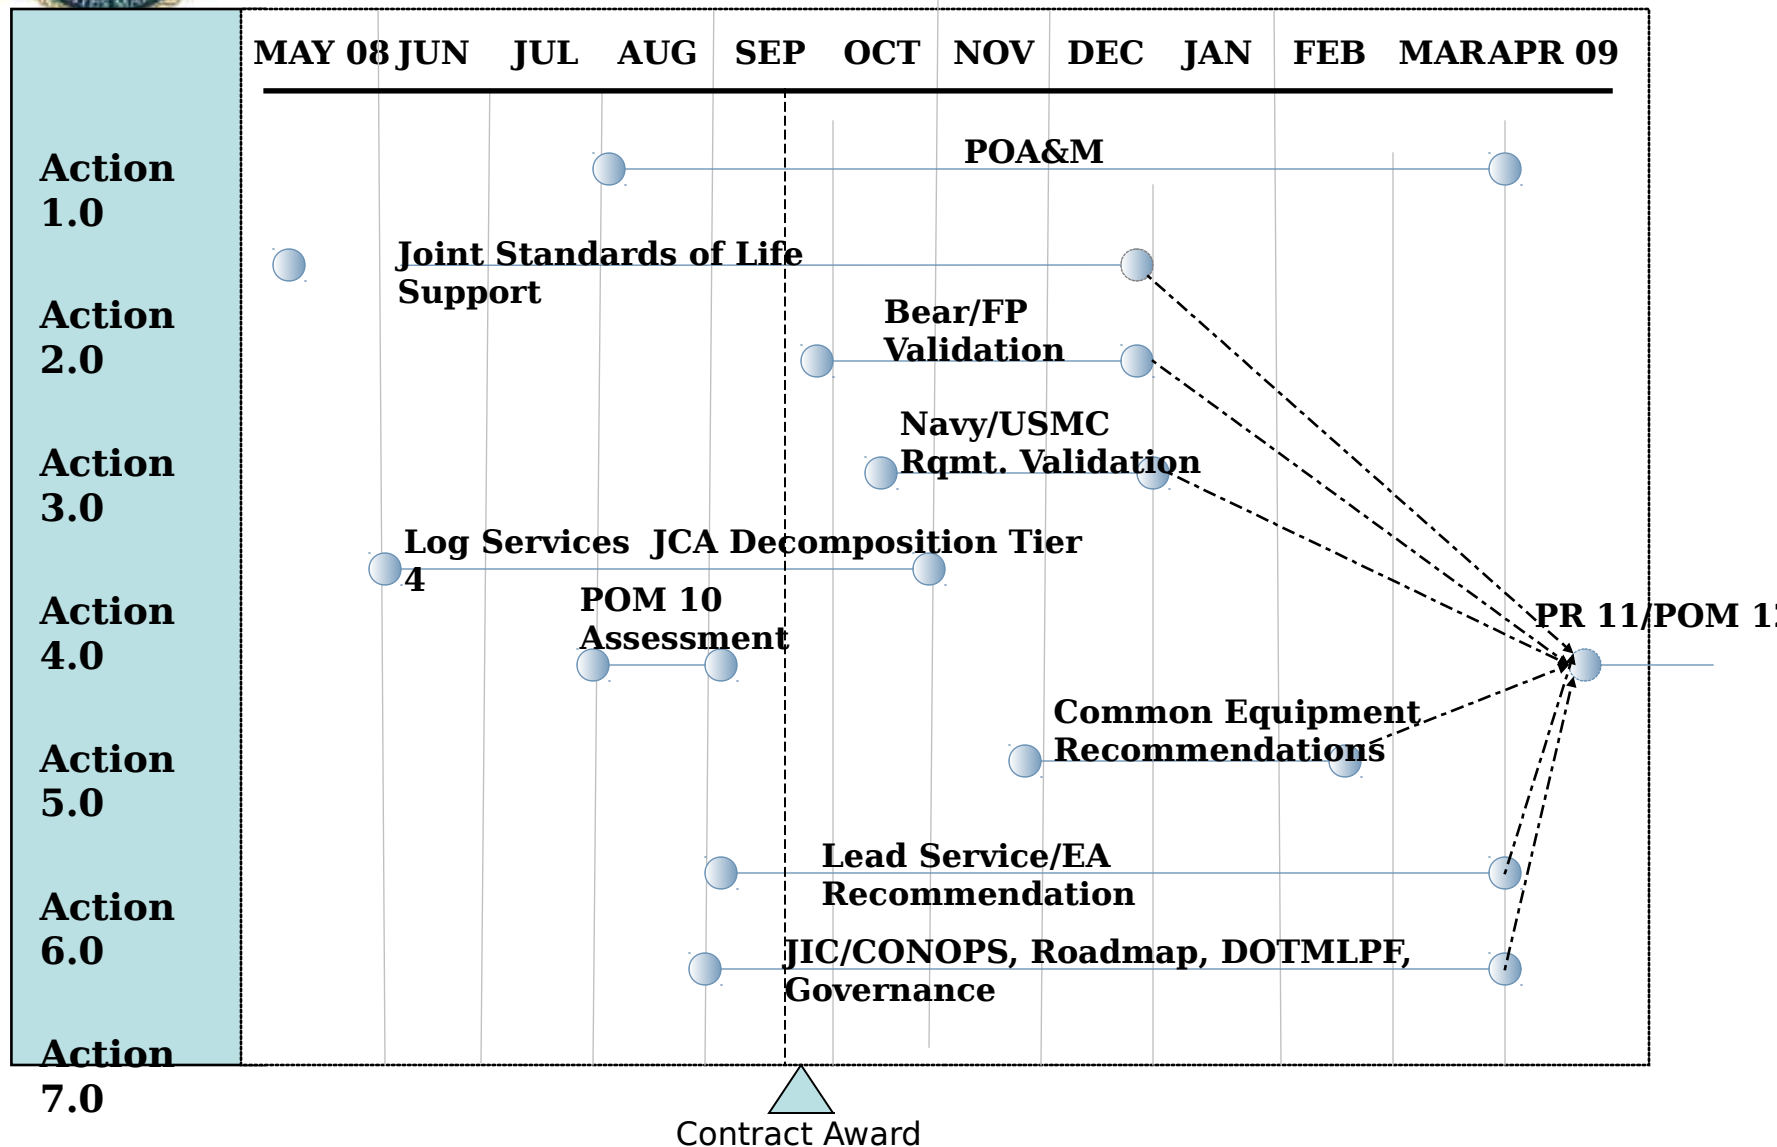 MAY 08 JUN JUL AUG SEP OCT NOV DEC JAN FEB MAR APR 09
Action
1.0
POA&M
Joint Standards of Life
Support
Action
2.0
Bear/FP
Validation
Navy/USMC
Rqmt. Validation
Action
3.0
Log Services JCA Decomposition Tier
4
POM 10
Assessment
Action
4.0
PR 11/POM
Common Equipment
Recommendations
Action
5.0
Lead Service/EA
Recommendation
Action
6.0
JIC/CONOPS, Roadmap, DOTMLPF,
Governance
Action
7.0
Contract Award